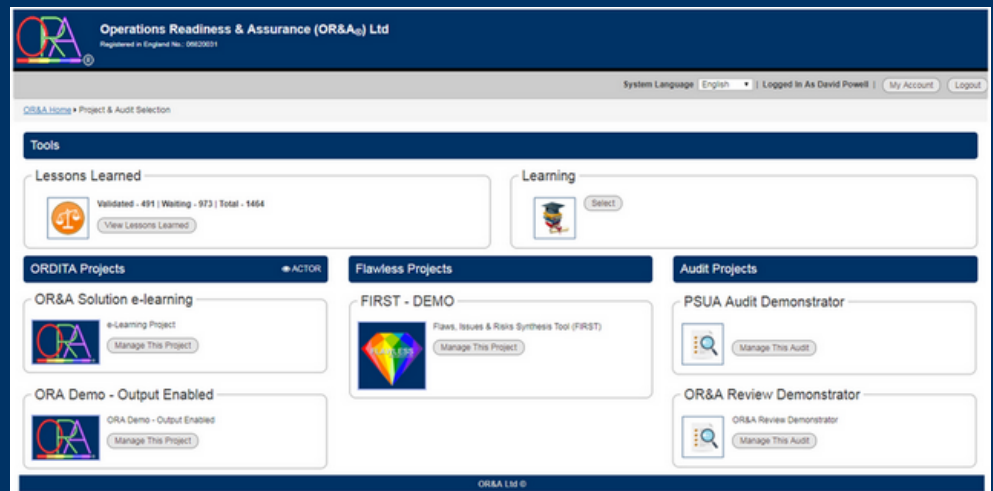 ORA ®
Operations Readiness & Assurance (OR&A®) Ltd
Registered in England No.: 06620031
System Language English | Logged In As David Powell | My Account Logout
OR&A Home Project & Audit Selection
Tools
Lessons Learned
Validated - 491 | Waiting - 973 | Total - 1464
View Lessons Learned
Learning
Select
ORDITA Projects ACTOR
OR&A Solution e-learning
ORA
e-Learning Project
Manage This Project
ORA Demo - Output Enabled
ORA
ORA Demo - Output Enabled
Manage This Project
Flawless Projects
FIRST - DEMO
FLAWLESS
Flaws, Issues & Risks Synthesis Tool (FIRST)
Manage This Project
Audit Projects
PSUA Audit Demonstrator
Manage This Audit
OR&A Review Demonstrator
OR&A Review Demonstrator
Manage This Audit
OR&A Ltd ©